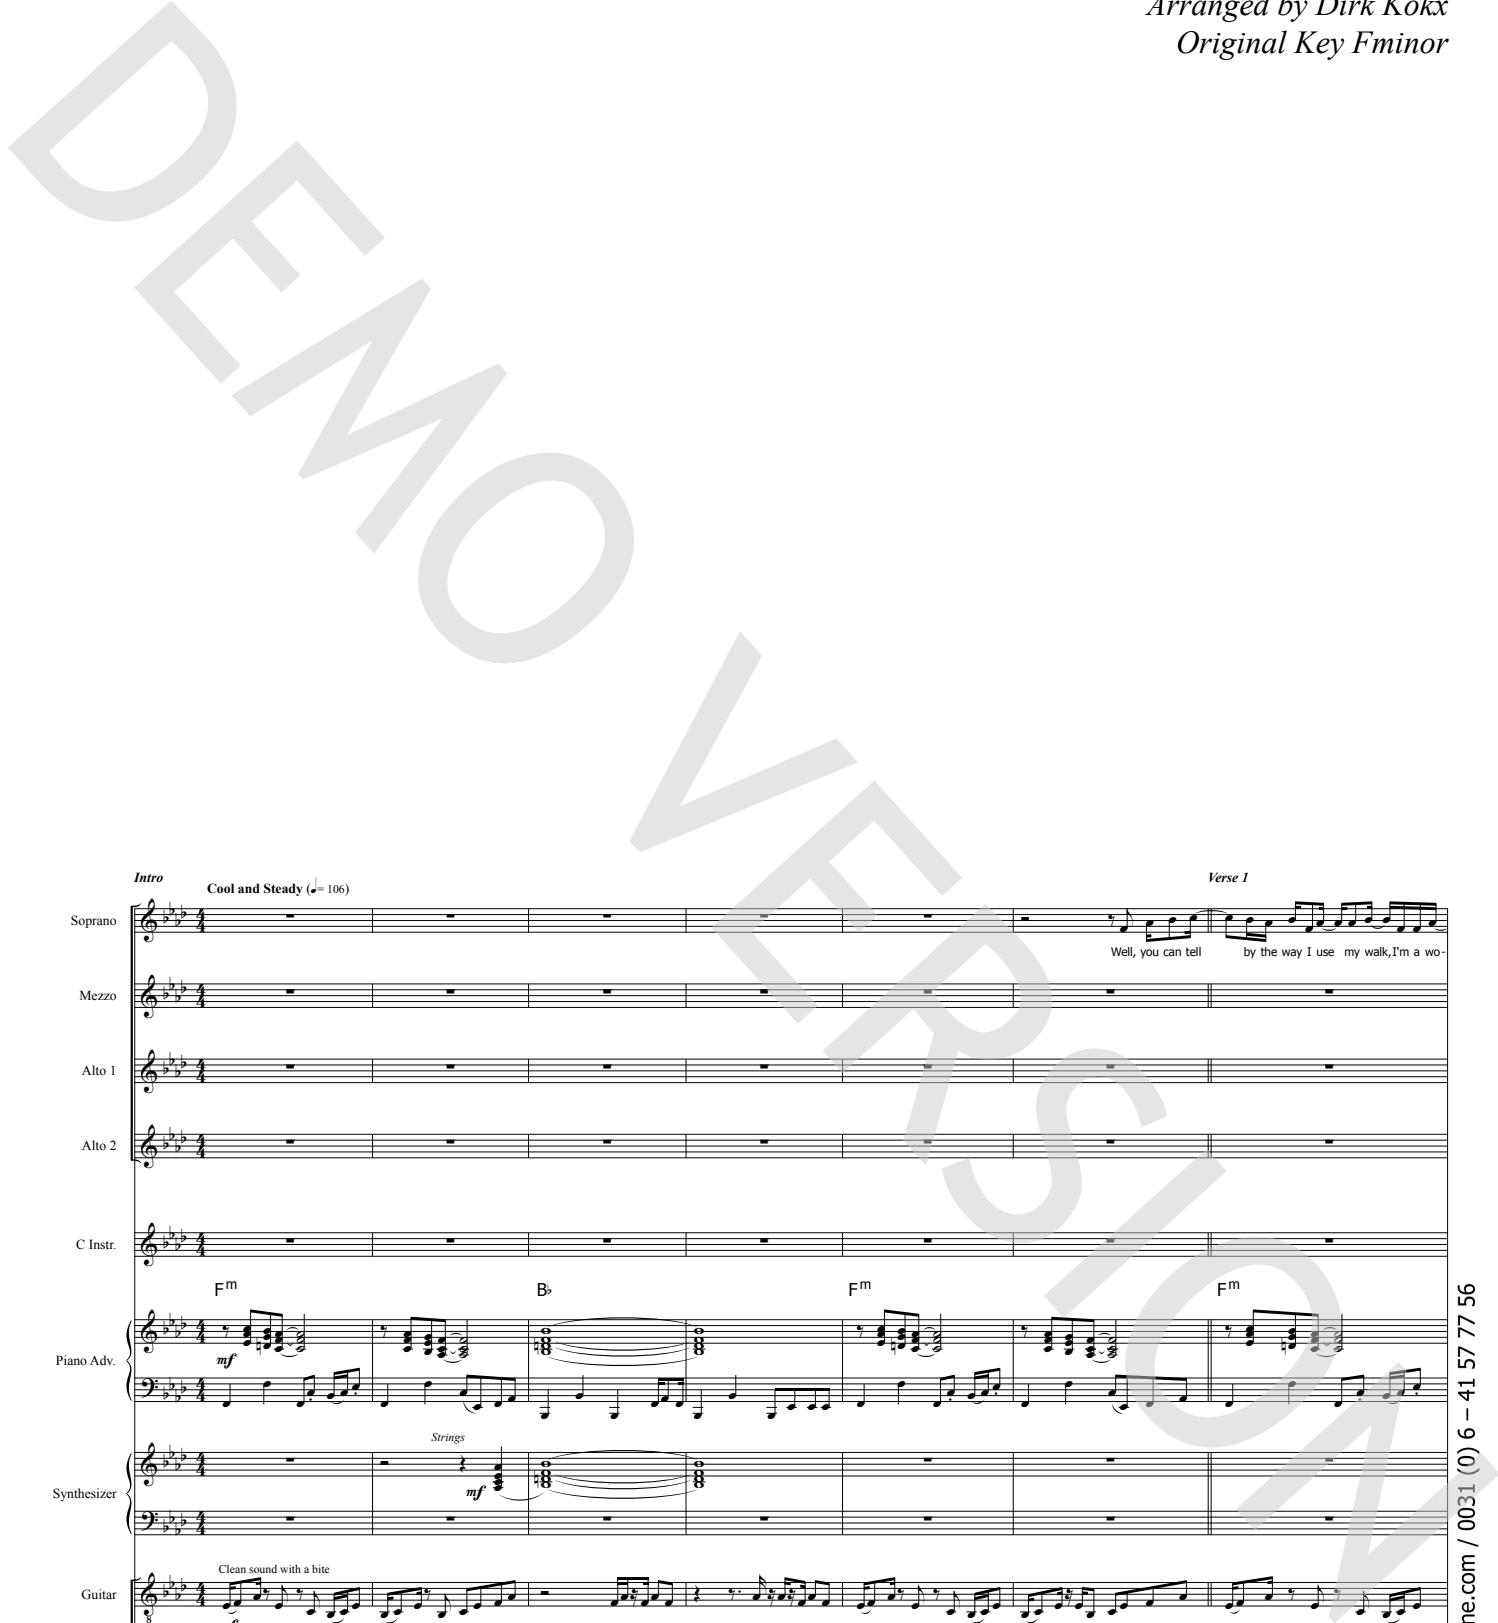 Arranged by Dirk Kokx
Original Key Fminor
DEMO VERSION
Intro
Cool and Steady (♩= 106)
Verse 1
Soprano
Well, you can tell by the way I use my walk,I'm a wo-
Mezzo
Alto 1
Alto 2
C Instr.
Fm B♭ Fm Fm
Piano Adv.
mf
Strings
Synthesizer
mf
Clean sound with a bite
Guitar
8
ne.com / 0031 (0) 6 – 41 57 77 56